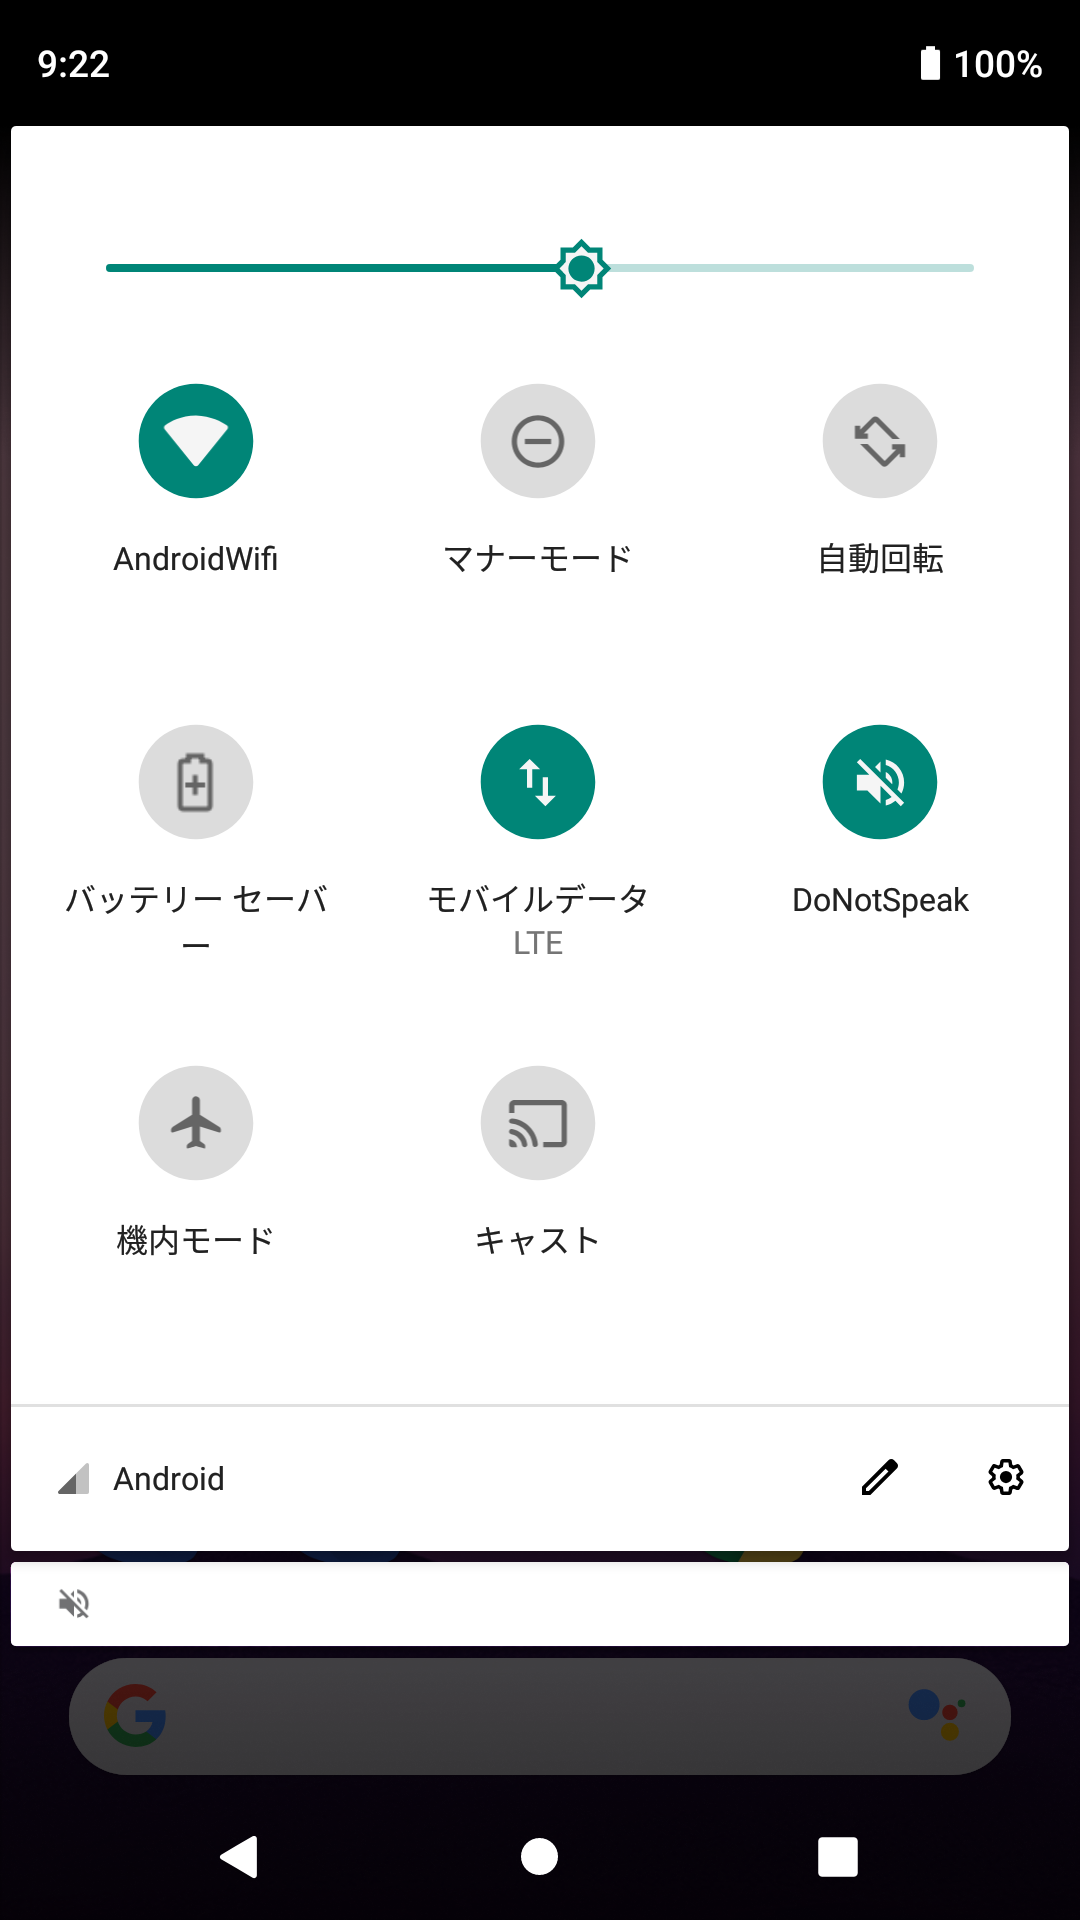 9:22
100%
AndroidWifi
マナーモード
自動回転
バッテリー セーバ
ー
モバイルデータ
LTE
DoNotSpeak
機内モード
キャスト
Android